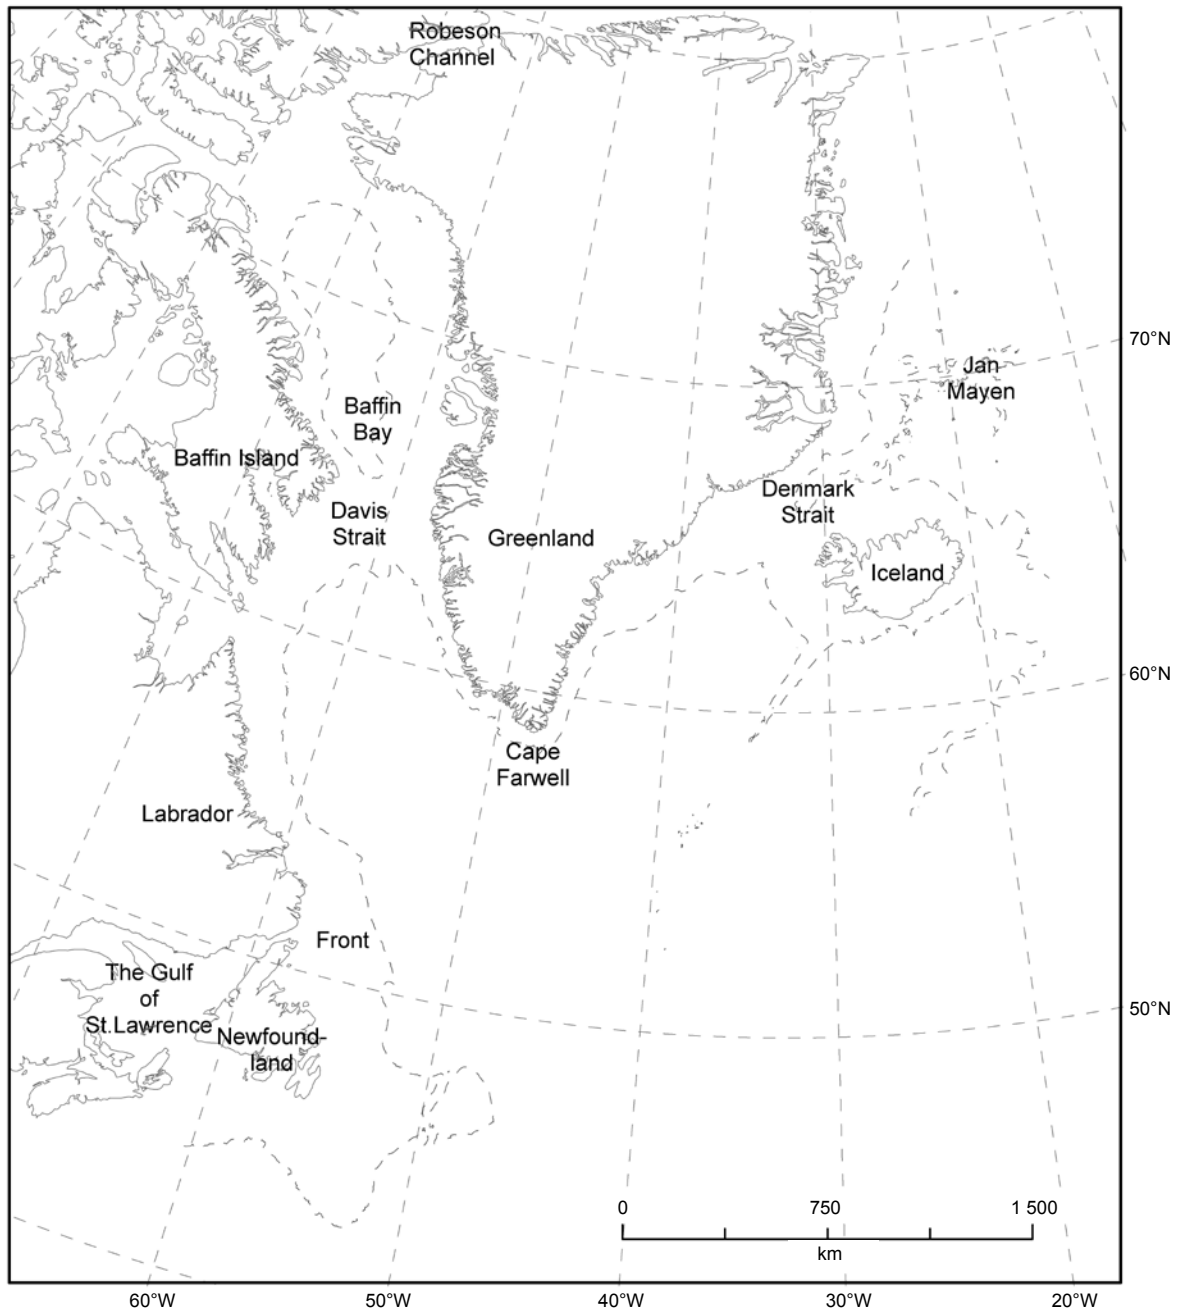 Robeson
Channel
70°N
Jan
Mayen
Baffin
Bay
Baffin Island
Denmark
Strait
Davis
Strait
Greenland
Iceland
60°N
Cape
Farwell
Labrador
Front
The Gulf
of
St.Lawrence
50°N
Newfound-
land
0 750 1 500
km
60°W 50°W 40°W 30°W 20°W